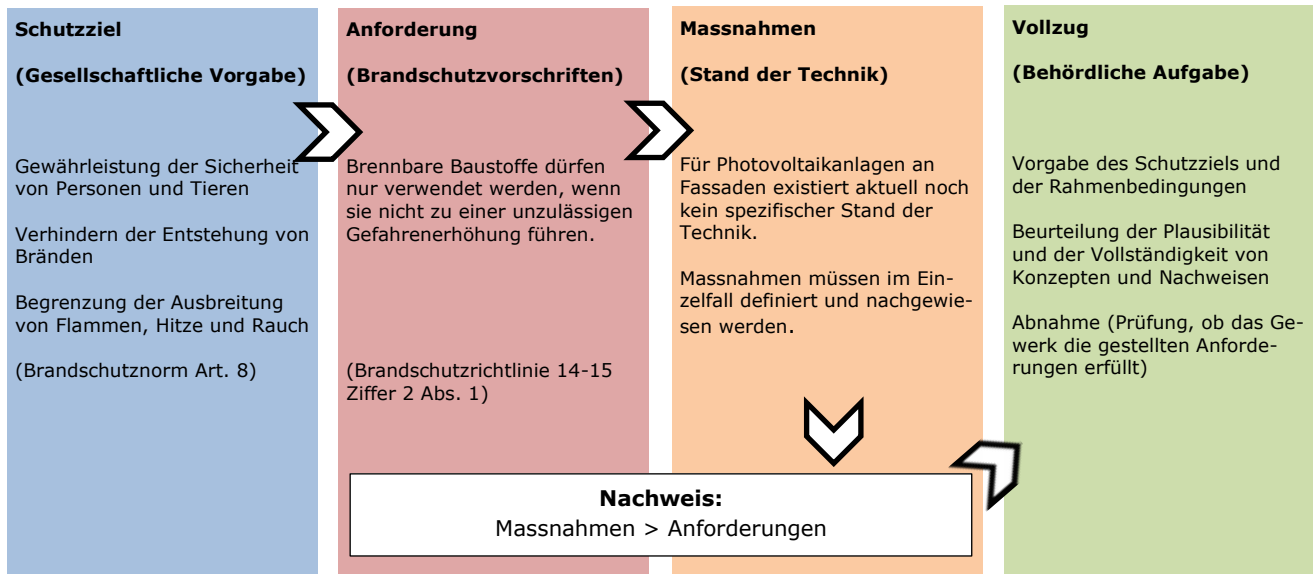 Schutzziel
(Gesellschaftliche Vorgabe)
Gewährleistung der Sicherheit
von Personen und Tieren
Verhindern der Entstehung von
Bränden
Begrenzung der Ausbreitung
von Flammen, Hitze und Rauch
(Brandschutznorm Art. 8)
Anforderung
(Brandschutzvorschriften)
Brennbare Baustoffe dürfen
nur verwendet werden, wenn
sie nicht zu einer unzulässigen
Gefahrenerhöhung führen.
(Brandschutzrichtlinie 14-15
Ziffer 2 Abs. 1)
Massnahmen
(Stand der Technik)
Für Photovoltaikanlagen an
Fassaden existiert aktuell noch
kein spezifischer Stand der
Technik.
Massnahmen müssen im Ein-
zelfall definiert und nachgewie-
sen werden.
Nachweis:
Massnahmen > Anforderungen
Vollzug
(Behördliche Aufgabe)
Vorgabe des Schutzziels und
der Rahmenbedingungen
Beurteilung der Plausibilität
und der Vollständigkeit von
Konzepten und Nachweisen
Abnahme (Prüfung, ob das Ge-
werk die gestellten Anforde-
rungen erfüllt)